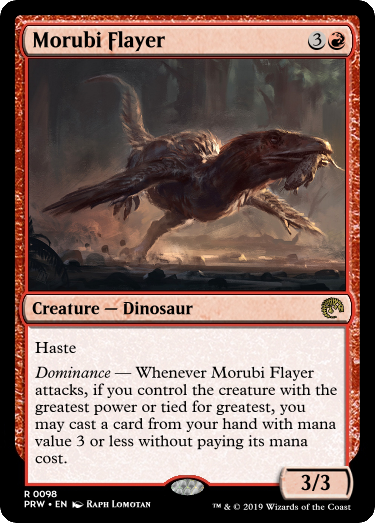 Morubi Flayer 3
Creature — Dinosaur
Haste
Dominance — Whenever Morubi Flayer
attacks, if you control the creature with the
greatest power or tied for greatest, you
may cast a card from your hand with mana
value 3 or less without paying its mana
cost.
3/3
R 0098
PRW • EN Raph Lomotan
™ & © 2019 Wizards of the Coast